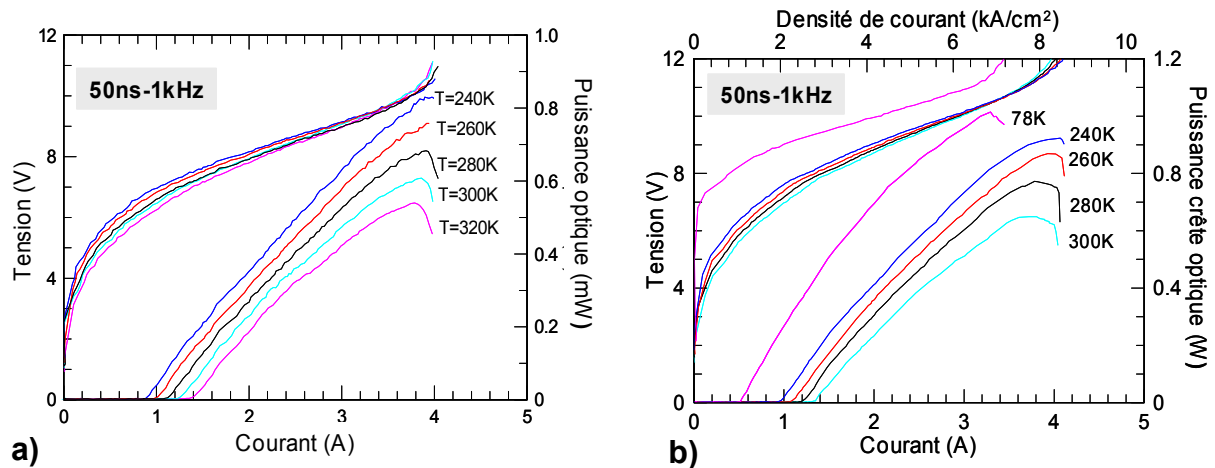 a)
12
8
4
0
Tension (V)
50ns-1kHz
T=240K
T=260K
T=280K
T=300K
T=320K
1.0
0.8
0.6
0.4
0.2
0.0
Puissance optique (mW)
0 1 2 3 4 5
Courant (A)
b)
Densité de courant (kA/cm²)
0 2 4 6 8 10
12
8
4
0
Tension (V)
50ns-1kHz
78K
240K
260K
280K
300K
1.2
0.8
0.4
0
Puissance crête optique (W)
0 1 2 3 4 5
Courant (A)